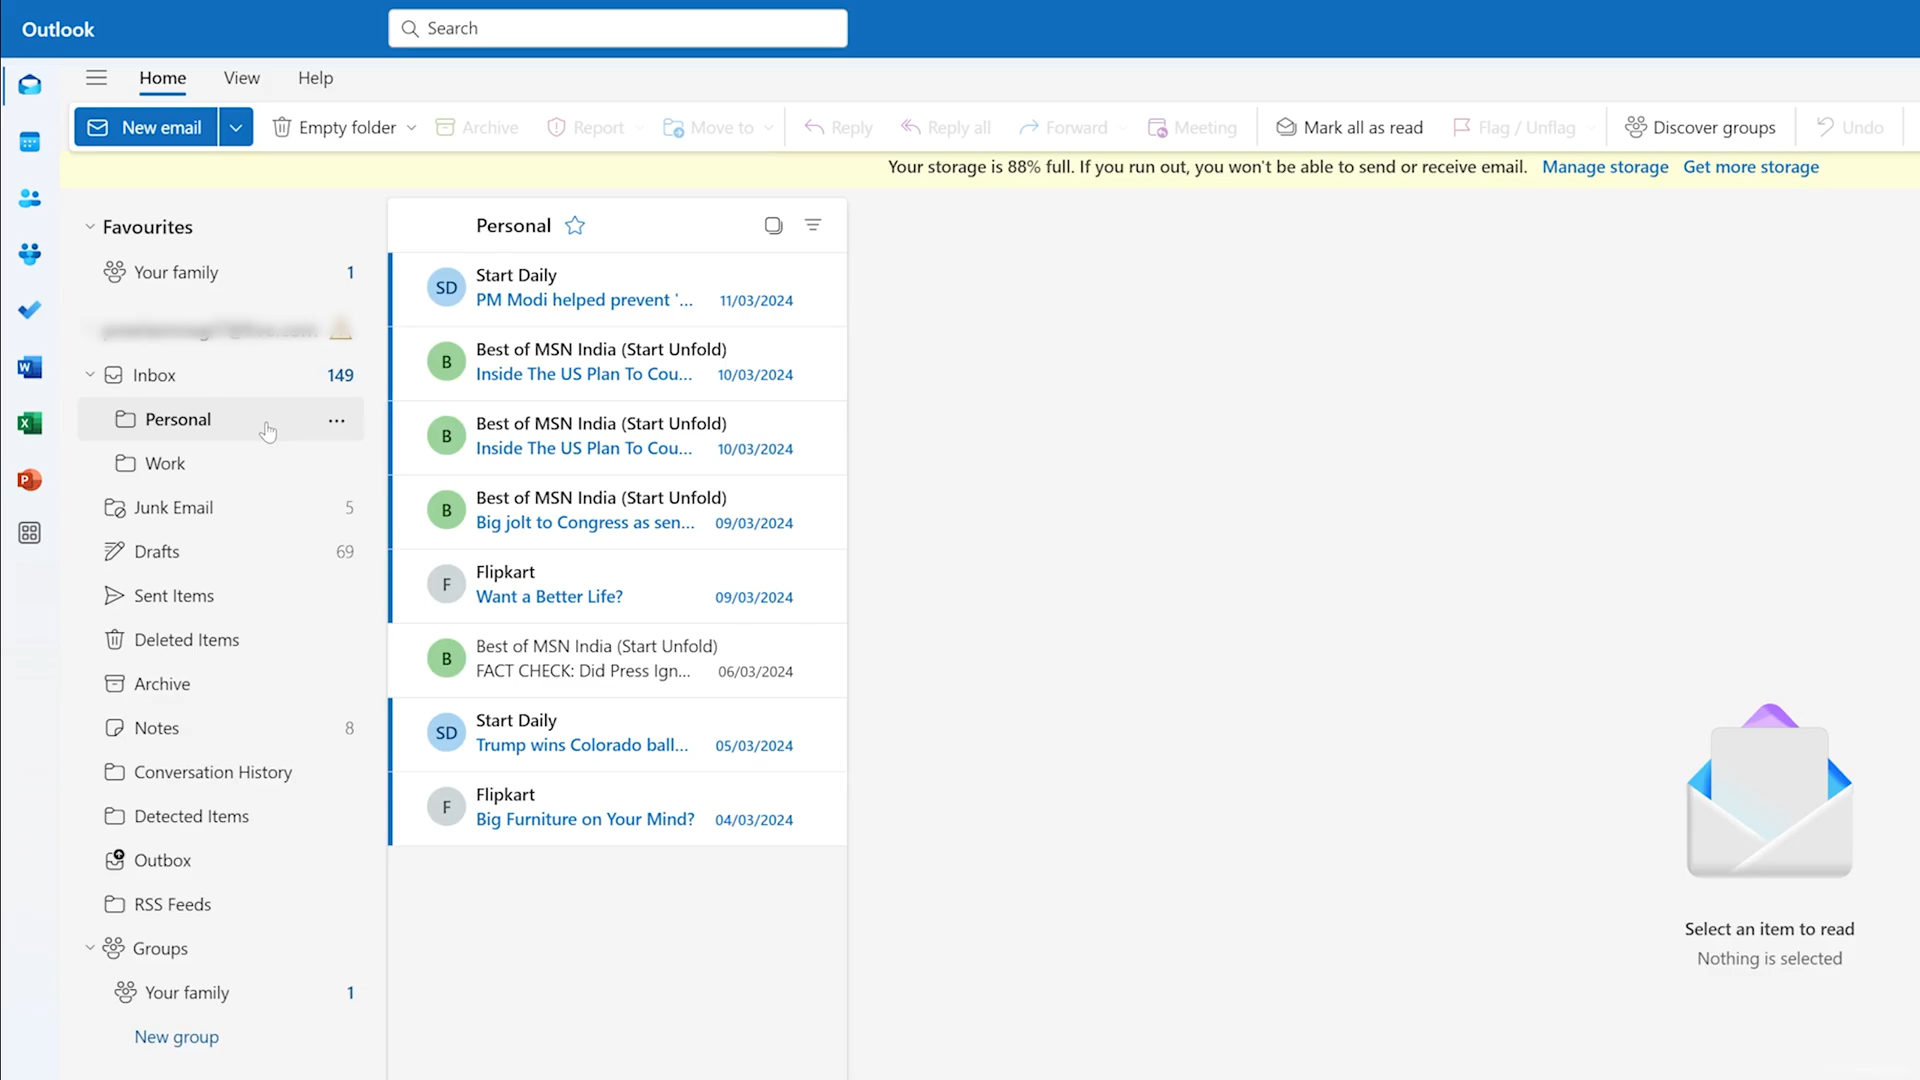 Outlook
Search
Home View Help
New email Empty folder Archive Report Move to Reply Reply all Forward Meeting Mark all as read Flag / Unflag Discover groups Undo
Your storage is 88% full. If you run out, you won't be able to send or receive email. Manage storage Get more storage
Favourites
Your family 1
Inbox 149
Personal ...
Work
Junk Email 5
Drafts 69
Sent Items
Deleted Items
Archive
Notes 8
Conversation History
Detected Items
Outbox
RSS Feeds
Groups
Your family 1
New group
Personal
SD Start Daily
PM Modi helped prevent '... 11/03/2024
B Best of MSN India (Start Unfold)
Inside The US Plan To Cou... 10/03/2024
B Best of MSN India (Start Unfold)
Inside The US Plan To Cou... 10/03/2024
B Best of MSN India (Start Unfold)
Big jolt to Congress as sen... 09/03/2024
F Flipkart
Want a Better Life? 09/03/2024
B Best of MSN India (Start Unfold)
FACT CHECK: Did Press Ign... 06/03/2024
SD Start Daily
Trump wins Colorado ball... 05/03/2024
F Flipkart
Big Furniture on Your Mind? 04/03/2024
Select an item to read
Nothing is selected
W
X
P